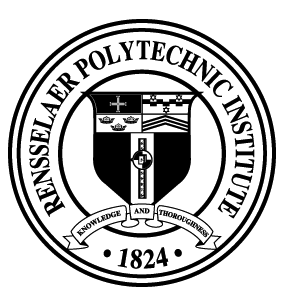 RENSSELAER POLYTECHNIC INSTITUTE
KNOWLEDGE AND THOROUGHNESS
• 1824 •